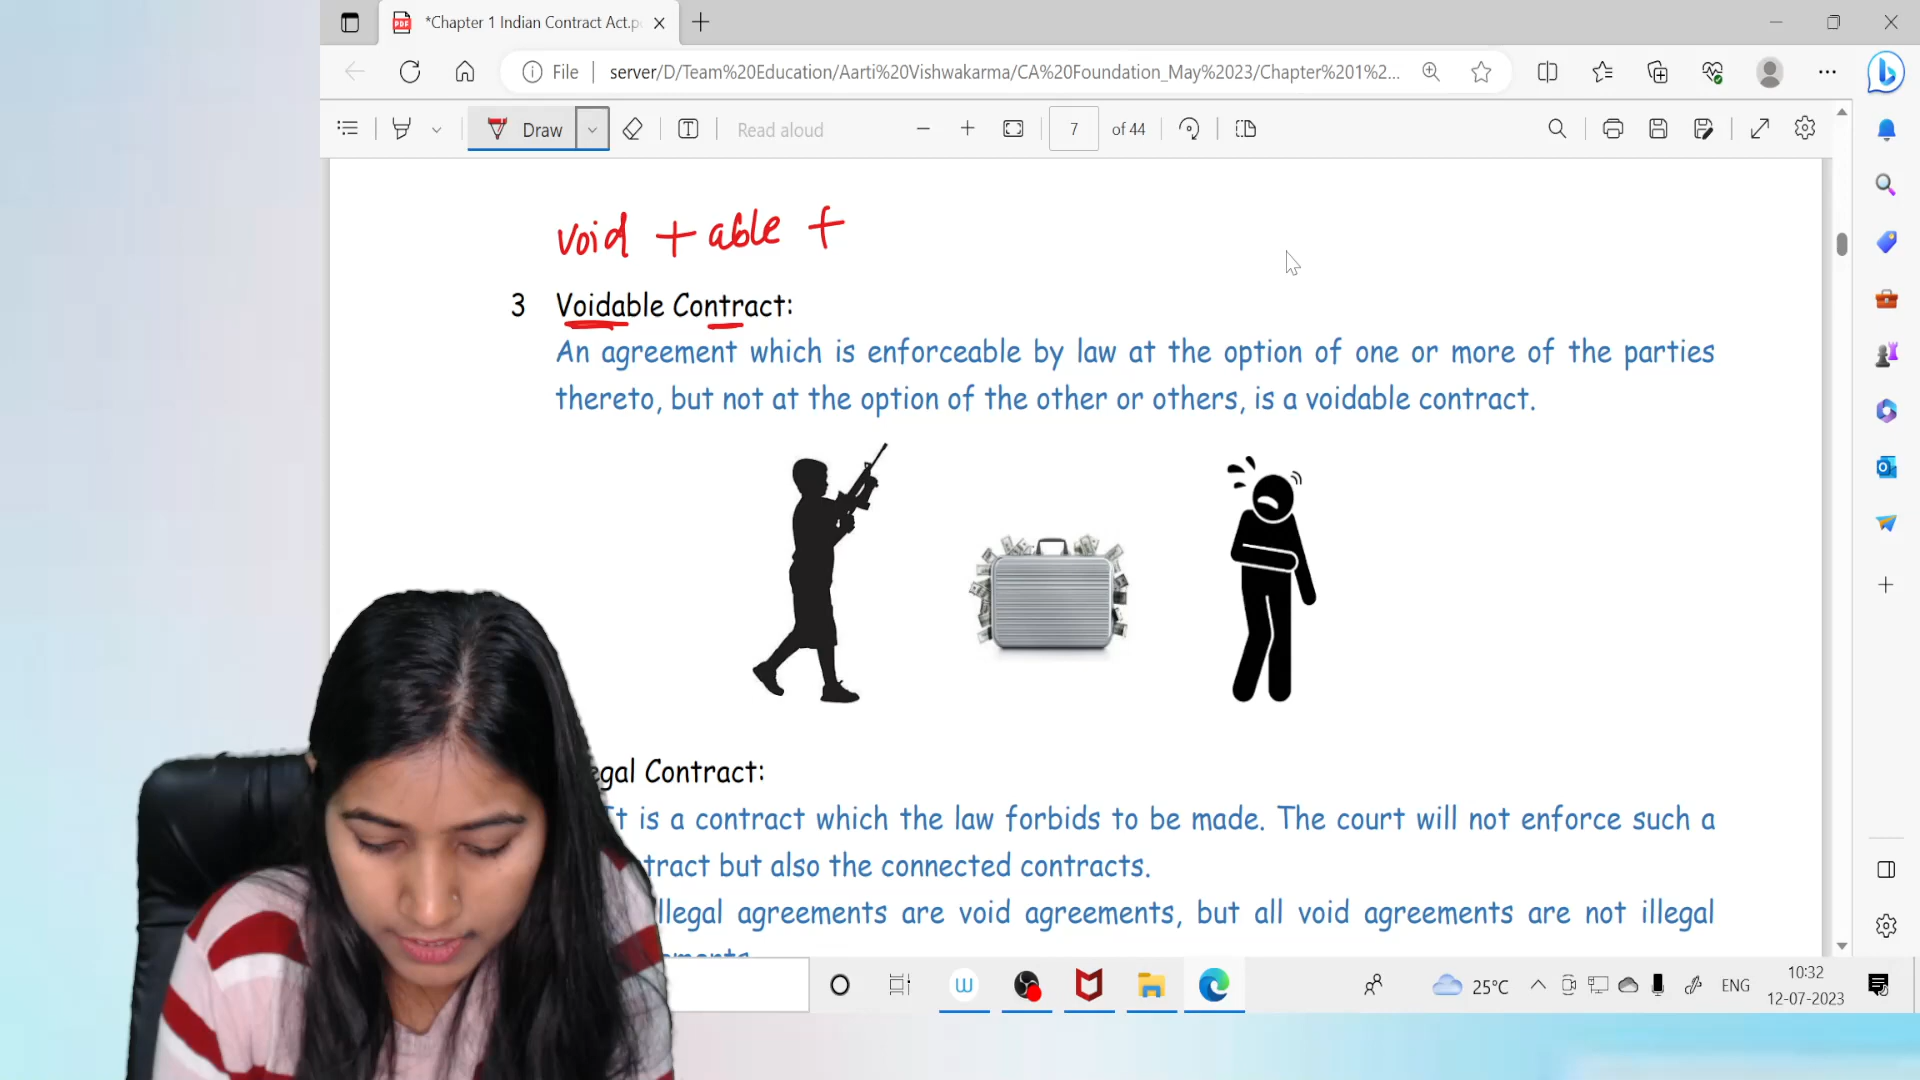 *Chapter 1 Indian Contract Act.p
File
server/D/Team%20Education/Aarti%20Vishwakarma/CA%20Foundation_May%2023/Chapter%201%2...
Draw
Read aloud
7 of 44
void + able +
3 Voidable Contract:
An agreement which is enforceable by law at the option of one or more of the parties
thereto, but not at the option of the other or others, is a voidable contract.
egal Contract:
It is a contract which the law forbids to be made. The court will not enforce such a
tract but also the connected contracts.
llegal agreements are void agreements, but all void agreements are not illegal
25°C
ENG
10:32
12-07-2023